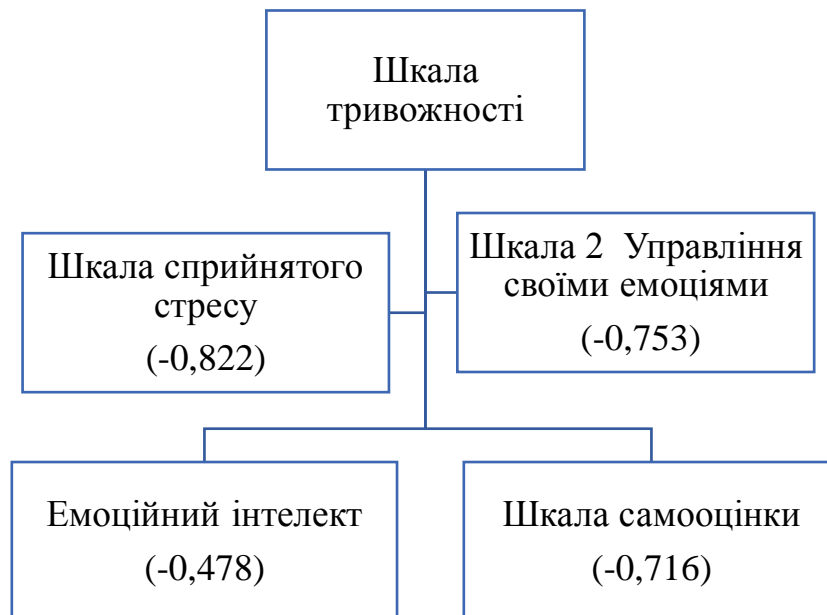 Шкала
тривожності
Шкала сприйнятого
стресу
(-0,822)
Шкала 2  Управління
своїми емоціями
(-0,753)
Емоційний інтелект
(-0,478)
Шкала самооцінки
(-0,716)